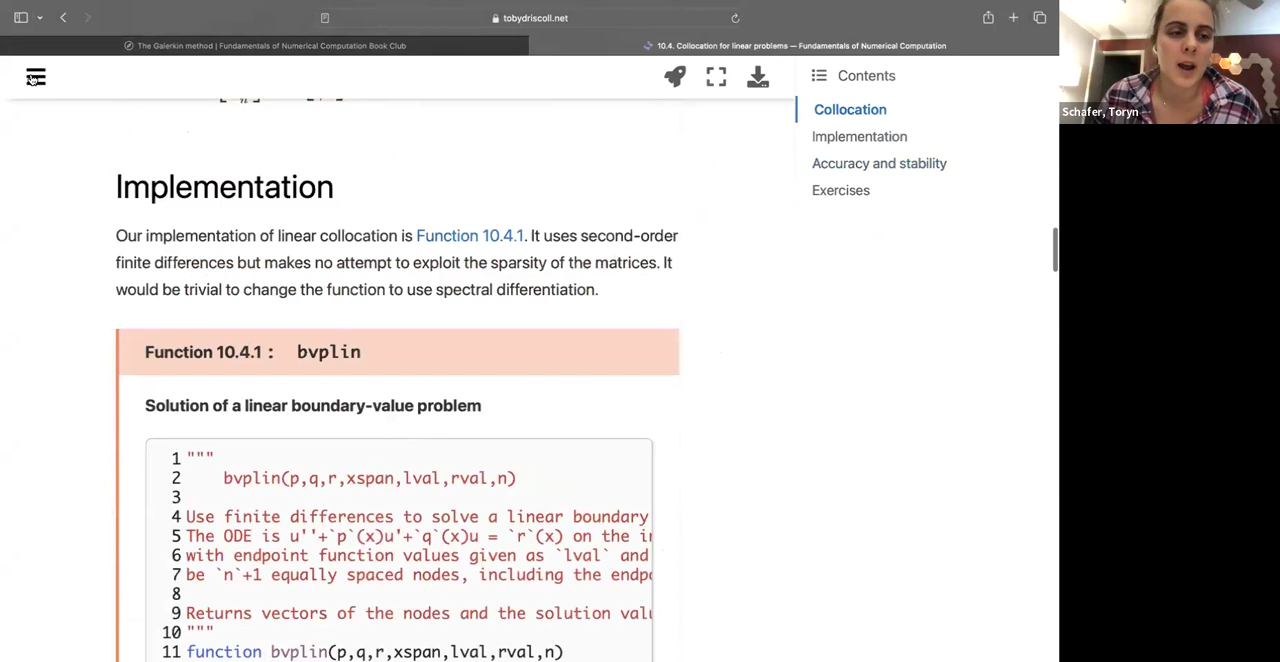 tobydriscoll.net
The Galerkin method | Fundamentals of Numerical Computation Book Club
10.4. Collocation for linear problems — Fundamentals of Numerical Computation
Contents
Collocation
Implementation
Accuracy and stability
Exercises
Schafer, Toryn
Implementation
Our implementation of linear collocation is Function 10.4.1. It uses second-order
finite differences but makes no attempt to exploit the sparsity of the matrices. It
would be trivial to change the function to use spectral differentiation.
Function 10.4.1 : bvplin
Solution of a linear boundary-value problem
1 """
2 bvplin(p,q,r,xspan,lval,rval,n)
3
4 Use finite differences to solve a linear boundary
5 The ODE is u''+`p`(x)u'+`q`(x)u = `r`(x) on the
6 with endpoint function values given as `lval` and
7 be `n`+1 equally spaced nodes, including the
8
9 Returns vectors of the nodes and the solution
10 """
11 function bvplin(p,q,r,xspan,lval,rval,n)